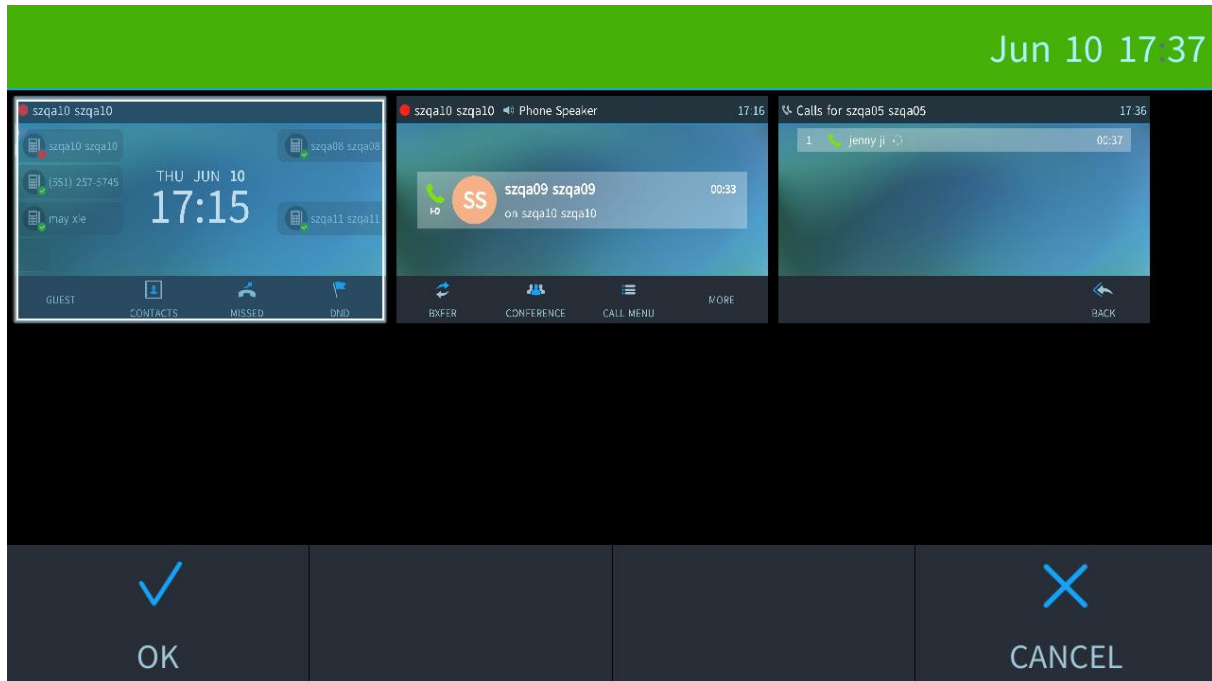 Jun 10 17:37
szqa10 szqa10
szqa10 szqa10
(551) 257-5745
may xie
THU JUN 10
17:15
szqa08 szqa08
szqa11 szqa11
GUEST
CONTACTS
MISSED
DND
szqa10 szqa10 Phone Speaker 17:16
HD
SS
szqa09 szqa09 00:33
on szqa10 szqa10
BXFER
CONFERENCE
CALL MENU
MORE
Calls for szqa05 szqa05 17:36
1 jenny ji 00:37
BACK
OK
CANCEL